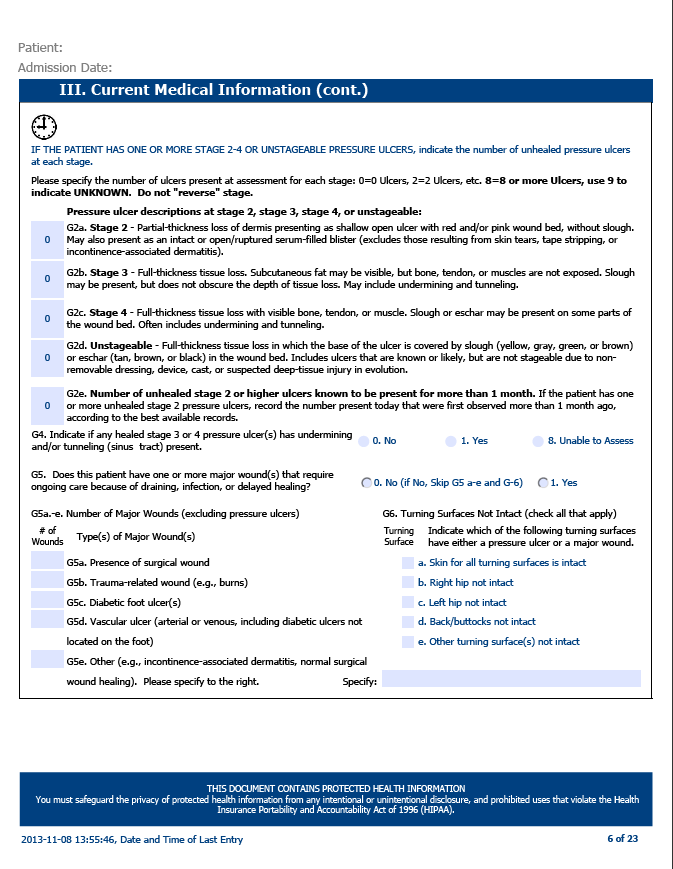 Patient:
Admission Date:
III. Current Medical Information (cont.)
IF THE PATIENT HAS ONE OR MORE STAGE 2-4 OR UNSTAGEABLE PRESSURE ULCERS, indicate the number of unhealed pressure ulcers
at each stage.
Please specify the number of ulcers present at assessment for each stage: 0=0 Ulcers, 2=2 Ulcers, etc. 8=8 or more Ulcers, use 9 to
indicate UNKNOWN. Do not "reverse" stage.
Pressure ulcer descriptions at stage 2, stage 3, stage 4, or unstageable:
0 G2a. Stage 2 - Partial-thickness loss of dermis presenting as shallow open ulcer with red and/or pink wound bed, without slough.
May also present as an intact or open/ruptured serum-filled blister (excludes those resulting from skin tears, tape stripping, or
incontinence-associated dermatitis).
0 G2b. Stage 3 - Full-thickness tissue loss. Subcutaneous fat may be visible, but bone, tendon, or muscles are not exposed. Slough
may be present, but does not obscure the depth of tissue loss. May include undermining and tunneling.
0 G2c. Stage 4 - Full-thickness tissue loss with visible bone, tendon, or muscle. Slough or eschar may be present on some parts of
the wound bed. Often includes undermining and tunneling.
0 G2d. Unstageable - Full-thickness tissue loss in which the base of the ulcer is covered by slough (yellow, gray, green, or brown)
or eschar (tan, brown, or black) in the wound bed. Includes ulcers that are known or likely, but are not stageable due to non-
removable dressing, device, cast, or suspected deep-tissue injury in evolution.
0 G2e. Number of unhealed stage 2 or higher ulcers known to be present for more than 1 month. If the patient has one
or more unhealed stage 2 pressure ulcers, record the number present today that were first observed more than 1 month ago,
according to the best available records.
G4. Indicate if any healed stage 3 or 4 pressure ulcer(s) has undermining
and/or tunneling (sinus tract) present.
0. No 1. Yes 8. Unable to Assess
G5. Does this patient have one or more major wound(s) that require
ongoing care because of draining, infection, or delayed healing?
0. No (if No, Skip G5 a-e and G-6) 1. Yes
G5a.-e. Number of Major Wounds (excluding pressure ulcers)
# of
Wounds
Type(s) of Major Wound(s)
G5a. Presence of surgical wound
G5b. Trauma-related wound (e.g., burns)
G5c. Diabetic foot ulcer(s)
G5d. Vascular ulcer (arterial or venous, including diabetic ulcers not
located on the foot)
G5e. Other (e.g., incontinence-associated dermatitis, normal surgical
wound healing). Please specify to the right.
Specify:
G6. Turning Surfaces Not Intact (check all that apply)
Turning
Surface
Indicate which of the following turning surfaces
have either a pressure ulcer or a major wound.
a. Skin for all turning surfaces is intact
b. Right hip not intact
c. Left hip not intact
d. Back/buttocks not intact
e. Other turning surface(s) not intact
THIS DOCUMENT CONTAINS PROTECTED HEALTH INFORMATION
You must safeguard the privacy of protected health information from any intentional or unintentional disclosure, and prohibited uses that violate the Health
Insurance Portability and Accountability Act of 1996 (HIPAA).
2013-11-08 13:55:46, Date and Time of Last Entry
6 of 23